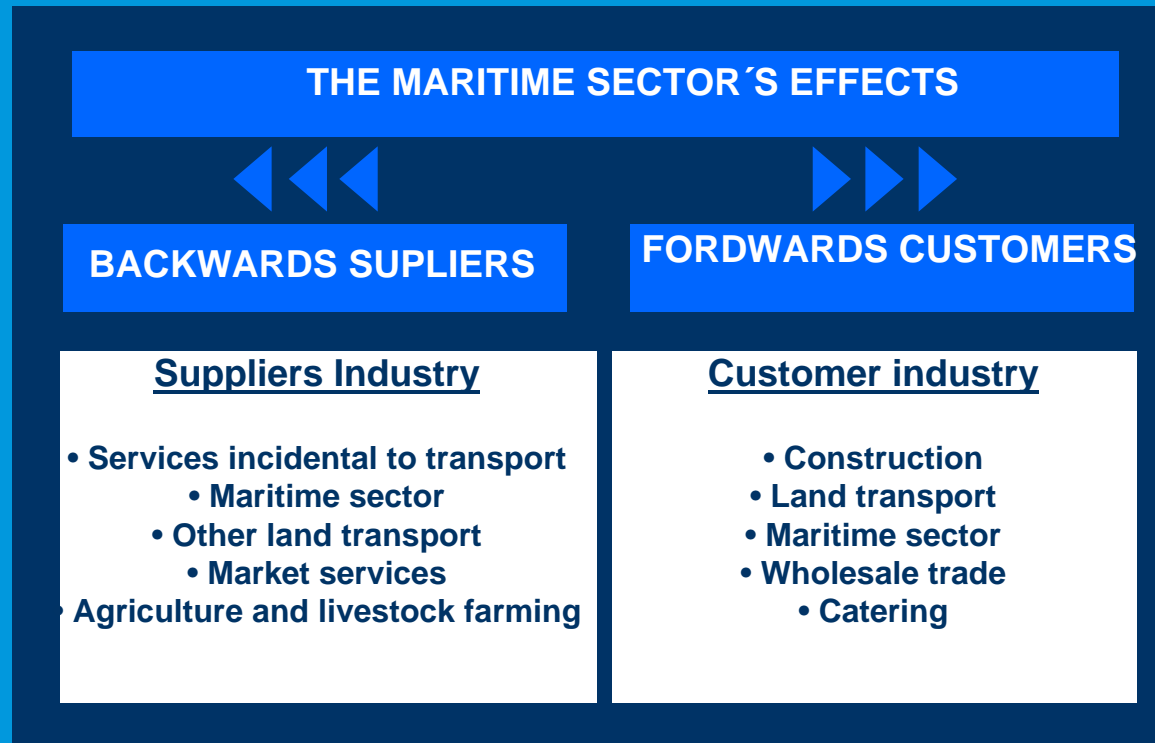 THE MARITIME SECTOR´S EFFECTS
BACKWARDS SUPLIERS
FORDWARDS CUSTOMERS
Suppliers Industry
• Services incidental to transport
• Maritime sector
• Other land transport
• Market services
• Agriculture and livestock farming
Customer industry
• Construction
• Land transport
• Maritime sector
• Wholesale trade
• Catering